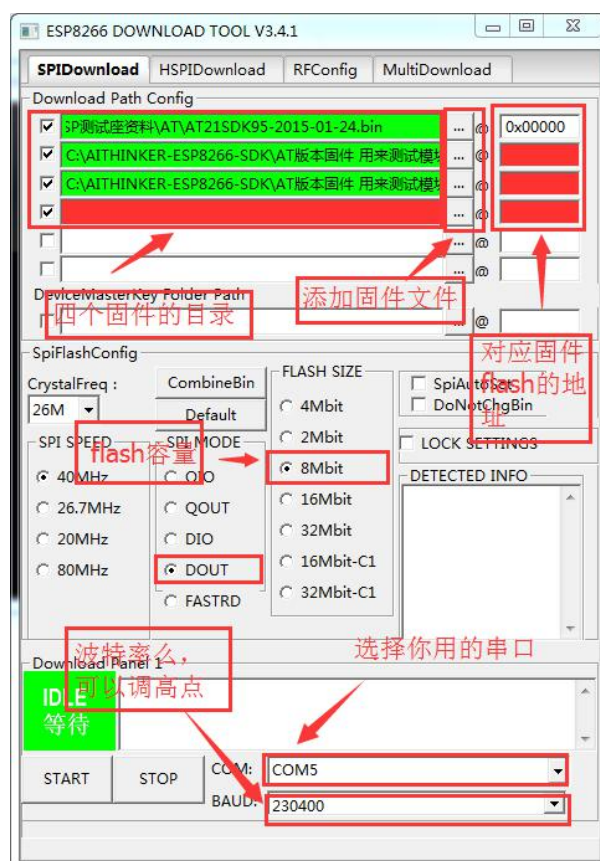 ESP8266 DOWNLOAD TOOL V3.4.1
SPIDownload HSPIDownload RFConfig MultiDownload
Download Path Config
SP测试座资料\AT\AT21SDK95-2015-01-24.bin ... @ 0x00000
C:\AITHINKER-ESP8266-SDK\AT版本固件 用来测试模块 ... @
C:\AITHINKER-ESP8266-SDK\AT版本固件 用来测试模块 ... @
... @
... @
... @
DeviceMasterKey Folder Path
... @
四个固件的目录
添加固件文件
对应固件
flash的地
址
SpiFlashConfig
CrystalFreq :
26M
CombineBin
Default
SPI SPEED
40MHz
26.7MHz
20MHz
80MHz
SPI MODE
QIO
QOUT
DIO
DOUT
FASTRD
flash容量
FLASH SIZE
4Mbit
2Mbit
8Mbit
16Mbit
32Mbit
16Mbit-C1
32Mbit-C1
SpiAutoSet
DoNotChgBin
LOCK SETTINGS
DETECTED INFO
Download Panel 1
波特率么，
可以调高点
选择你用的串口
IDLE
等待
START STOP
COM: COM5
BAUD: 230400